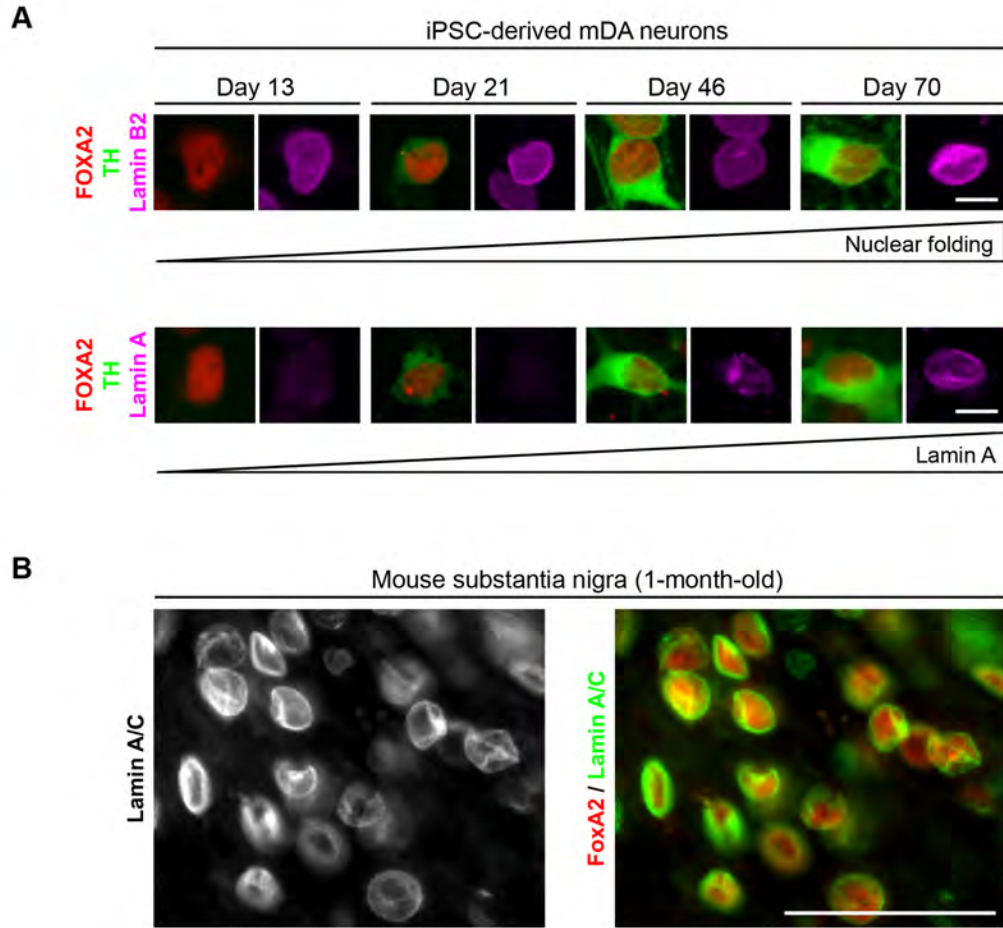 A
iPSC-derived mDA neurons
Day 13
Day 21
Day 46
Day 70
FOXA2
TH
Lamin B2
Nuclear folding
FOXA2
TH
Lamin A
Lamin A
B
Mouse substantia nigra (1-month-old)
Lamin A/C
FoxA2 / Lamin A/C